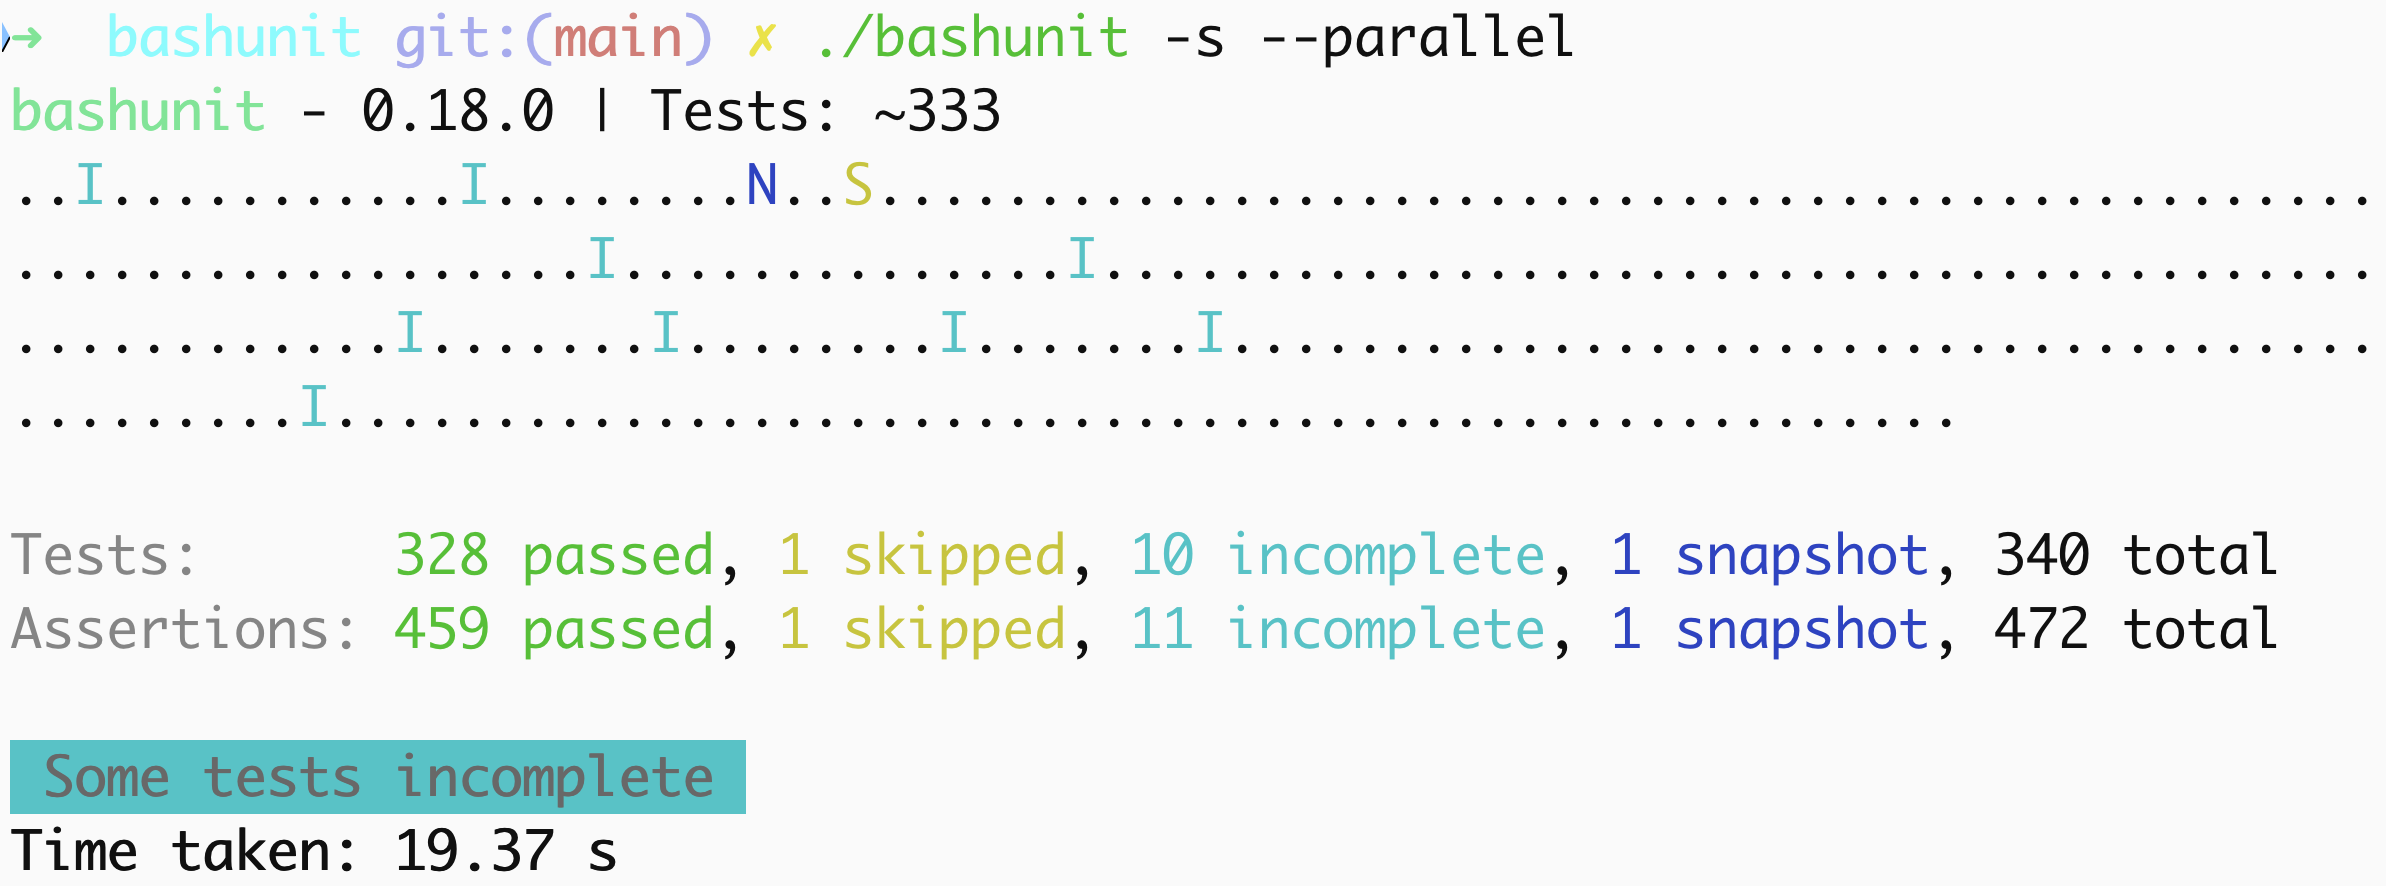 ➜  bashunit git:(main) ✗ ./bashunit -s --parallel
bashunit - 0.18.0 | Tests: ~333
..I...........I........N..S...............................................
..................I..............I........................................
............I.......I........I.......I....................................
.........I...................................................
Tests:      328 passed, 1 skipped, 10 incomplete, 1 snapshot, 340 total
Assertions: 459 passed, 1 skipped, 11 incomplete, 1 snapshot, 472 total
Some tests incomplete
Time taken: 19.37 s